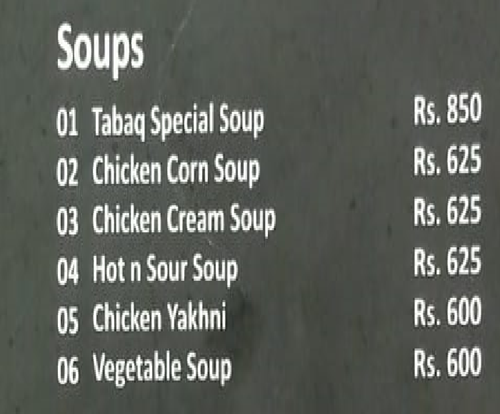 Soups
01 Tabaq Special Soup Rs. 850
02 Chicken Corn Soup Rs. 625
03 Chicken Cream Soup Rs. 625
04 Hot n Sour Soup Rs. 625
05 Chicken Yakhni Rs. 600
06 Vegetable Soup Rs. 600